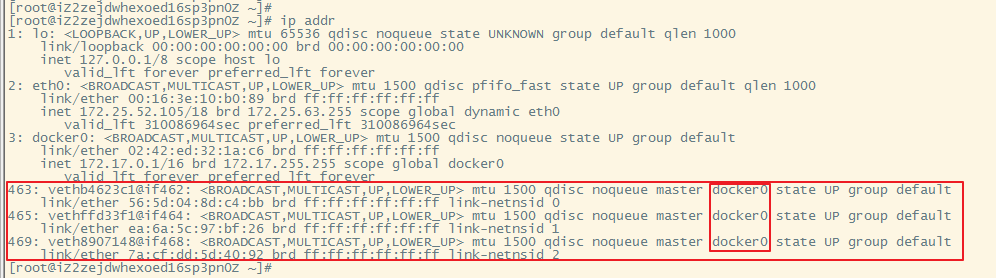 [root@iZ2zejdwhexoed16sp3pn0Z ~]#
[root@iZ2zejdwhexoed16sp3pn0Z ~]# ip addr
1: lo: <LOOPBACK,UP,LOWER_UP> mtu 65536 qdisc noqueue state UNKNOWN group default qlen 1000
    link/loopback 00:00:00:00:00:00 brd 00:00:00:00:00:00
    inet 127.0.0.1/8 scope host lo
       valid_lft forever preferred_lft forever
2: eth0: <BROADCAST,MULTICAST,UP,LOWER_UP> mtu 1500 qdisc pfifo_fast state UP group default qlen 1000
    link/ether 00:16:3e:10:b0:89 brd ff:ff:ff:ff:ff:ff
    inet 172.25.52.105/18 brd 172.25.63.255 scope global dynamic eth0
       valid_lft 310086964sec preferred_lft 310086964sec
3: docker0: <BROADCAST,MULTICAST,UP,LOWER_UP> mtu 1500 qdisc noqueue state UP group default
    link/ether 02:42:ed:32:1a:c6 brd ff:ff:ff:ff:ff:ff
    inet 172.17.0.1/16 brd 172.17.255.255 scope global docker0
       valid_lft forever preferred_lft forever
463: vethb4623c1@if462: <BROADCAST,MULTICAST,UP,LOWER_UP> mtu 1500 qdisc noqueue master docker0 state UP group default
    link/ether 56:5d:04:8d:c4:bb brd ff:ff:ff:ff:ff:ff link-netnsid 0
465: vethffd33f1@if464: <BROADCAST,MULTICAST,UP,LOWER_UP> mtu 1500 qdisc noqueue master docker0 state UP group default
    link/ether ea:6a:5c:97:bf:26 brd ff:ff:ff:ff:ff:ff link-netnsid 1
469: veth8907148@if468: <BROADCAST,MULTICAST,UP,LOWER_UP> mtu 1500 qdisc noqueue master docker0 state UP group default
    link/ether 7a:cf:dd:5d:40:92 brd ff:ff:ff:ff:ff:ff link-netnsid 2
[root@iZ2zejdwhexoed16sp3pn0Z ~]#